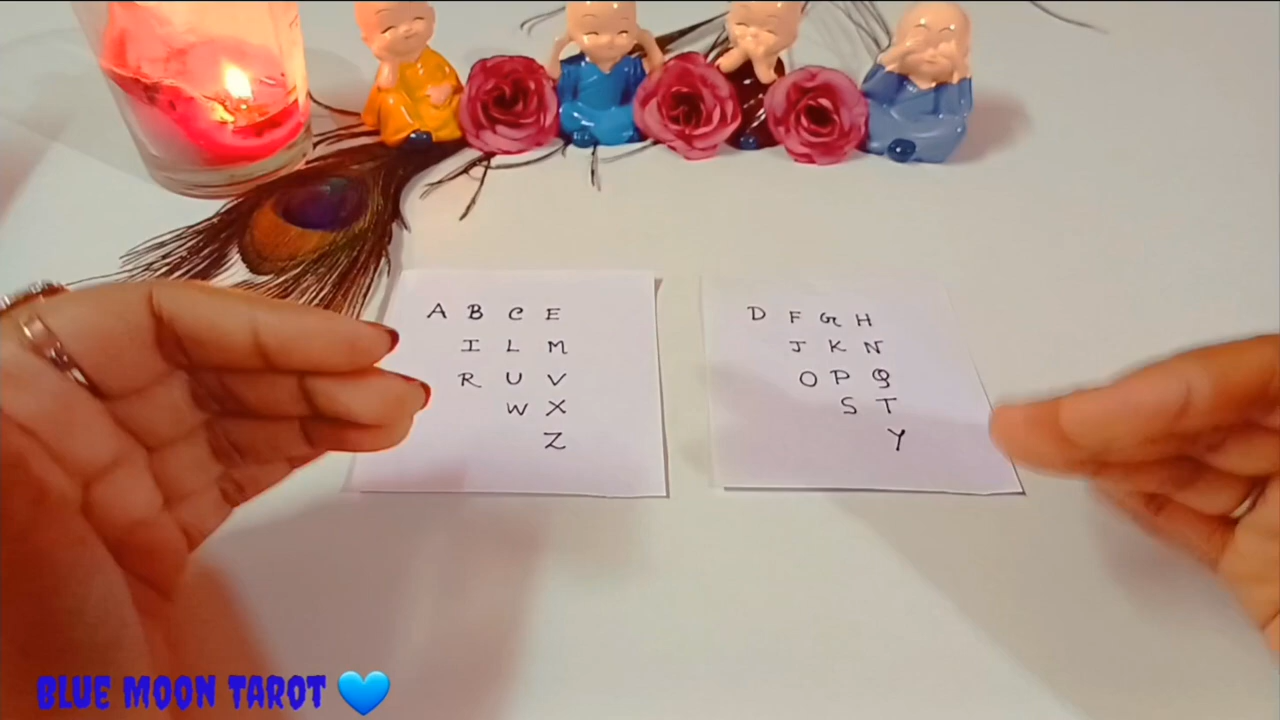 A B C E
I L M
R U V
W X
Z
D F G H
J K N
O P Q
S T
Y
BLUE MOON TAROT 💙